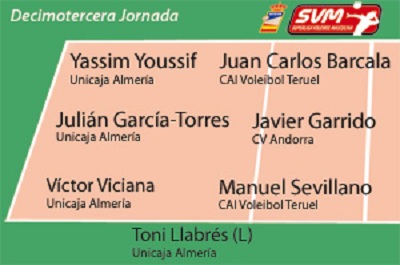 Decimotercera Jornada
SVM
Yassim Youssif
Unicaja Almería
Juan Carlos Barcala
CAI Voleibol Teruel
Julián García-Torres
Unicaja Almería
Javier Garrido
CV Andorra
Víctor Viciana
Unicaja Almería
Manuel Sevillano
CAI Voleibol Teruel
Toni Llabrés (L)
Unicaja Almería